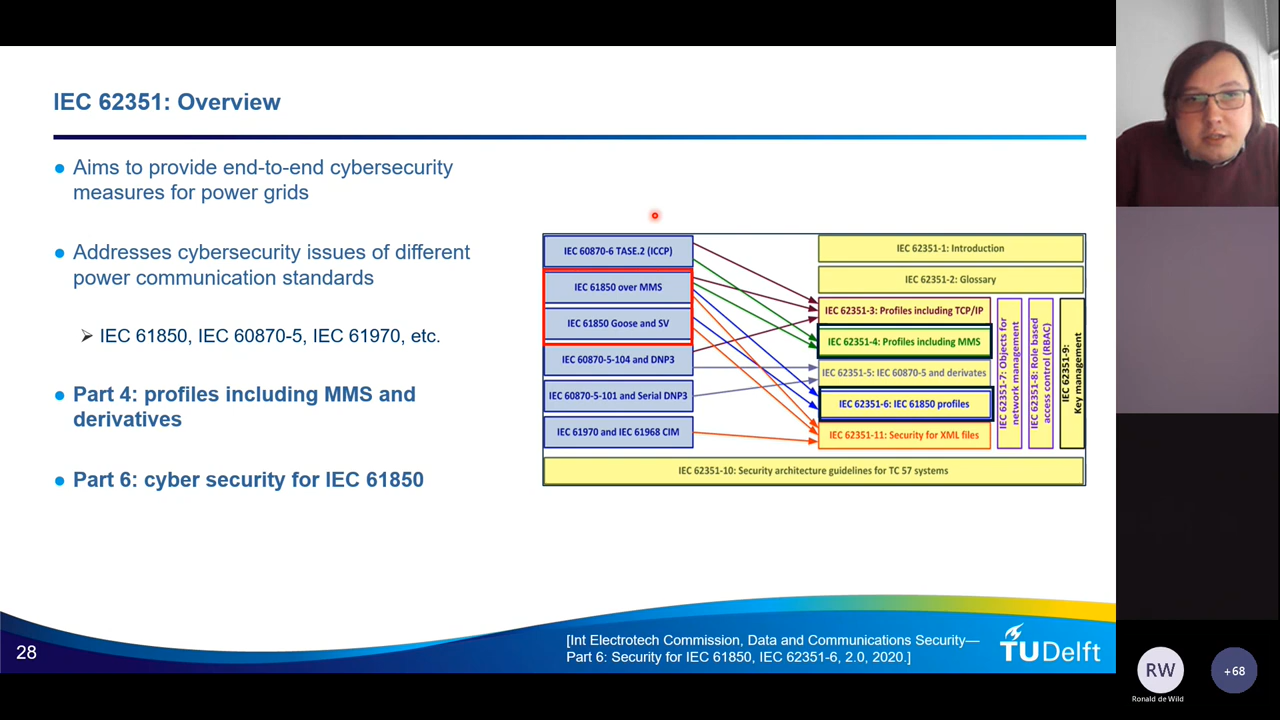 IEC 62351: Overview
Aims to provide end-to-end cybersecurity
measures for power grids
Addresses cybersecurity issues of different
power communication standards
IEC 61850, IEC 60870-5, IEC 61970, etc.
Part 4: profiles including MMS and
derivatives
Part 6: cyber security for IEC 61850
IEC 60870-6 TASE.2 (ICCP)
IEC 61850 over MMS
IEC 61850 Goose and SV
IEC 60870-5-104 and DNP3
IEC 60870-5-101 and Serial DNP3
IEC 61970 and IEC 61968 CIM
IEC 62351-1: Introduction
IEC 62351-2: Glossary
IEC 62351-3: Profiles including TCP/IP
IEC 62351-4: Profiles including MMS
IEC 62351-5: IEC 60870-5 and derivates
IEC 62351-6: IEC 61850 profiles
IEC 62351-11: Security for XML files
IEC 62351-7: Objects for
network management
IEC 62351-8: Role based
access control (RBAC)
IEC 62351-9:
Key management
IEC 62351-10: Security architecture guidelines for TC 57 systems
28
[Int Electrotech Commission, Data and Communications Security—
Part 6: Security for IEC 61850, IEC 62351-6, 2.0, 2020.]
TUDelft
RW
Ronald de Wild
+68